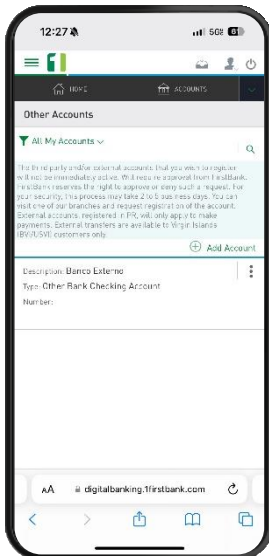 12:27
5G
HOME
ACCOUNTS
Other Accounts
All My Accounts
The third party and/or external accounts that you wish to register
will not be immediately active. Will require approval from FirstBank.
FirstBank reserves the right to approve or deny such a request. For
your security, this process may take 2 to 5 business days. You can
visit one of our branches and request registration of the account.
External accounts, registered in PR, will only apply to make
payments. External transfers are available to Virgin Islands
(BVI/USVI) customers only.
Add Account
Description: Banco Externo
Type: Other Bank Checking Account
Number:
AA
digitalbanking.1firstbank.com